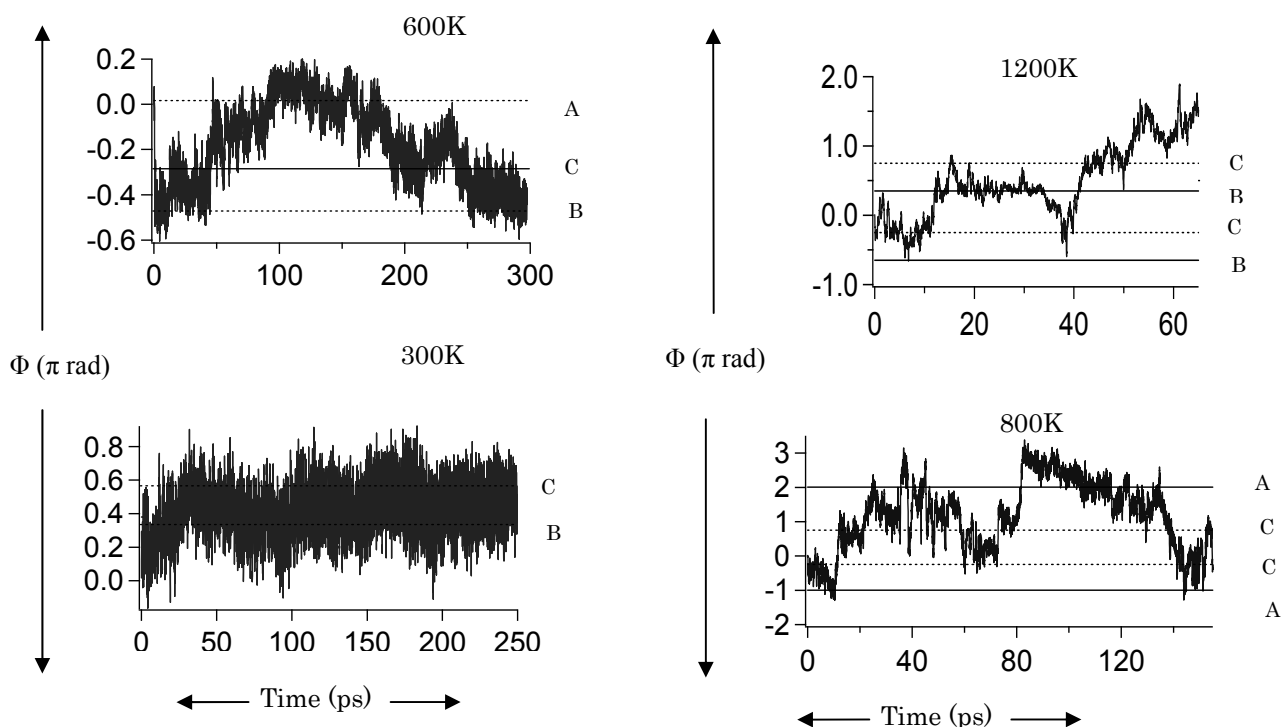 600K
0.2
0.0
-0.2
-0.4
-0.6
A
C
B
0 100 200 300
1200K
2.0
1.0
0.0
-1.0
C
B
C
B
0 20 40 60
Φ (π rad)
Φ (π rad)
300K
0.8
0.6
0.4
0.2
0.0
C
B
0 50 100 150 200 250
Time (ps)
800K
3
2
1
0
-1
-2
A
C
C
A
0 40 80 120
Time (ps)